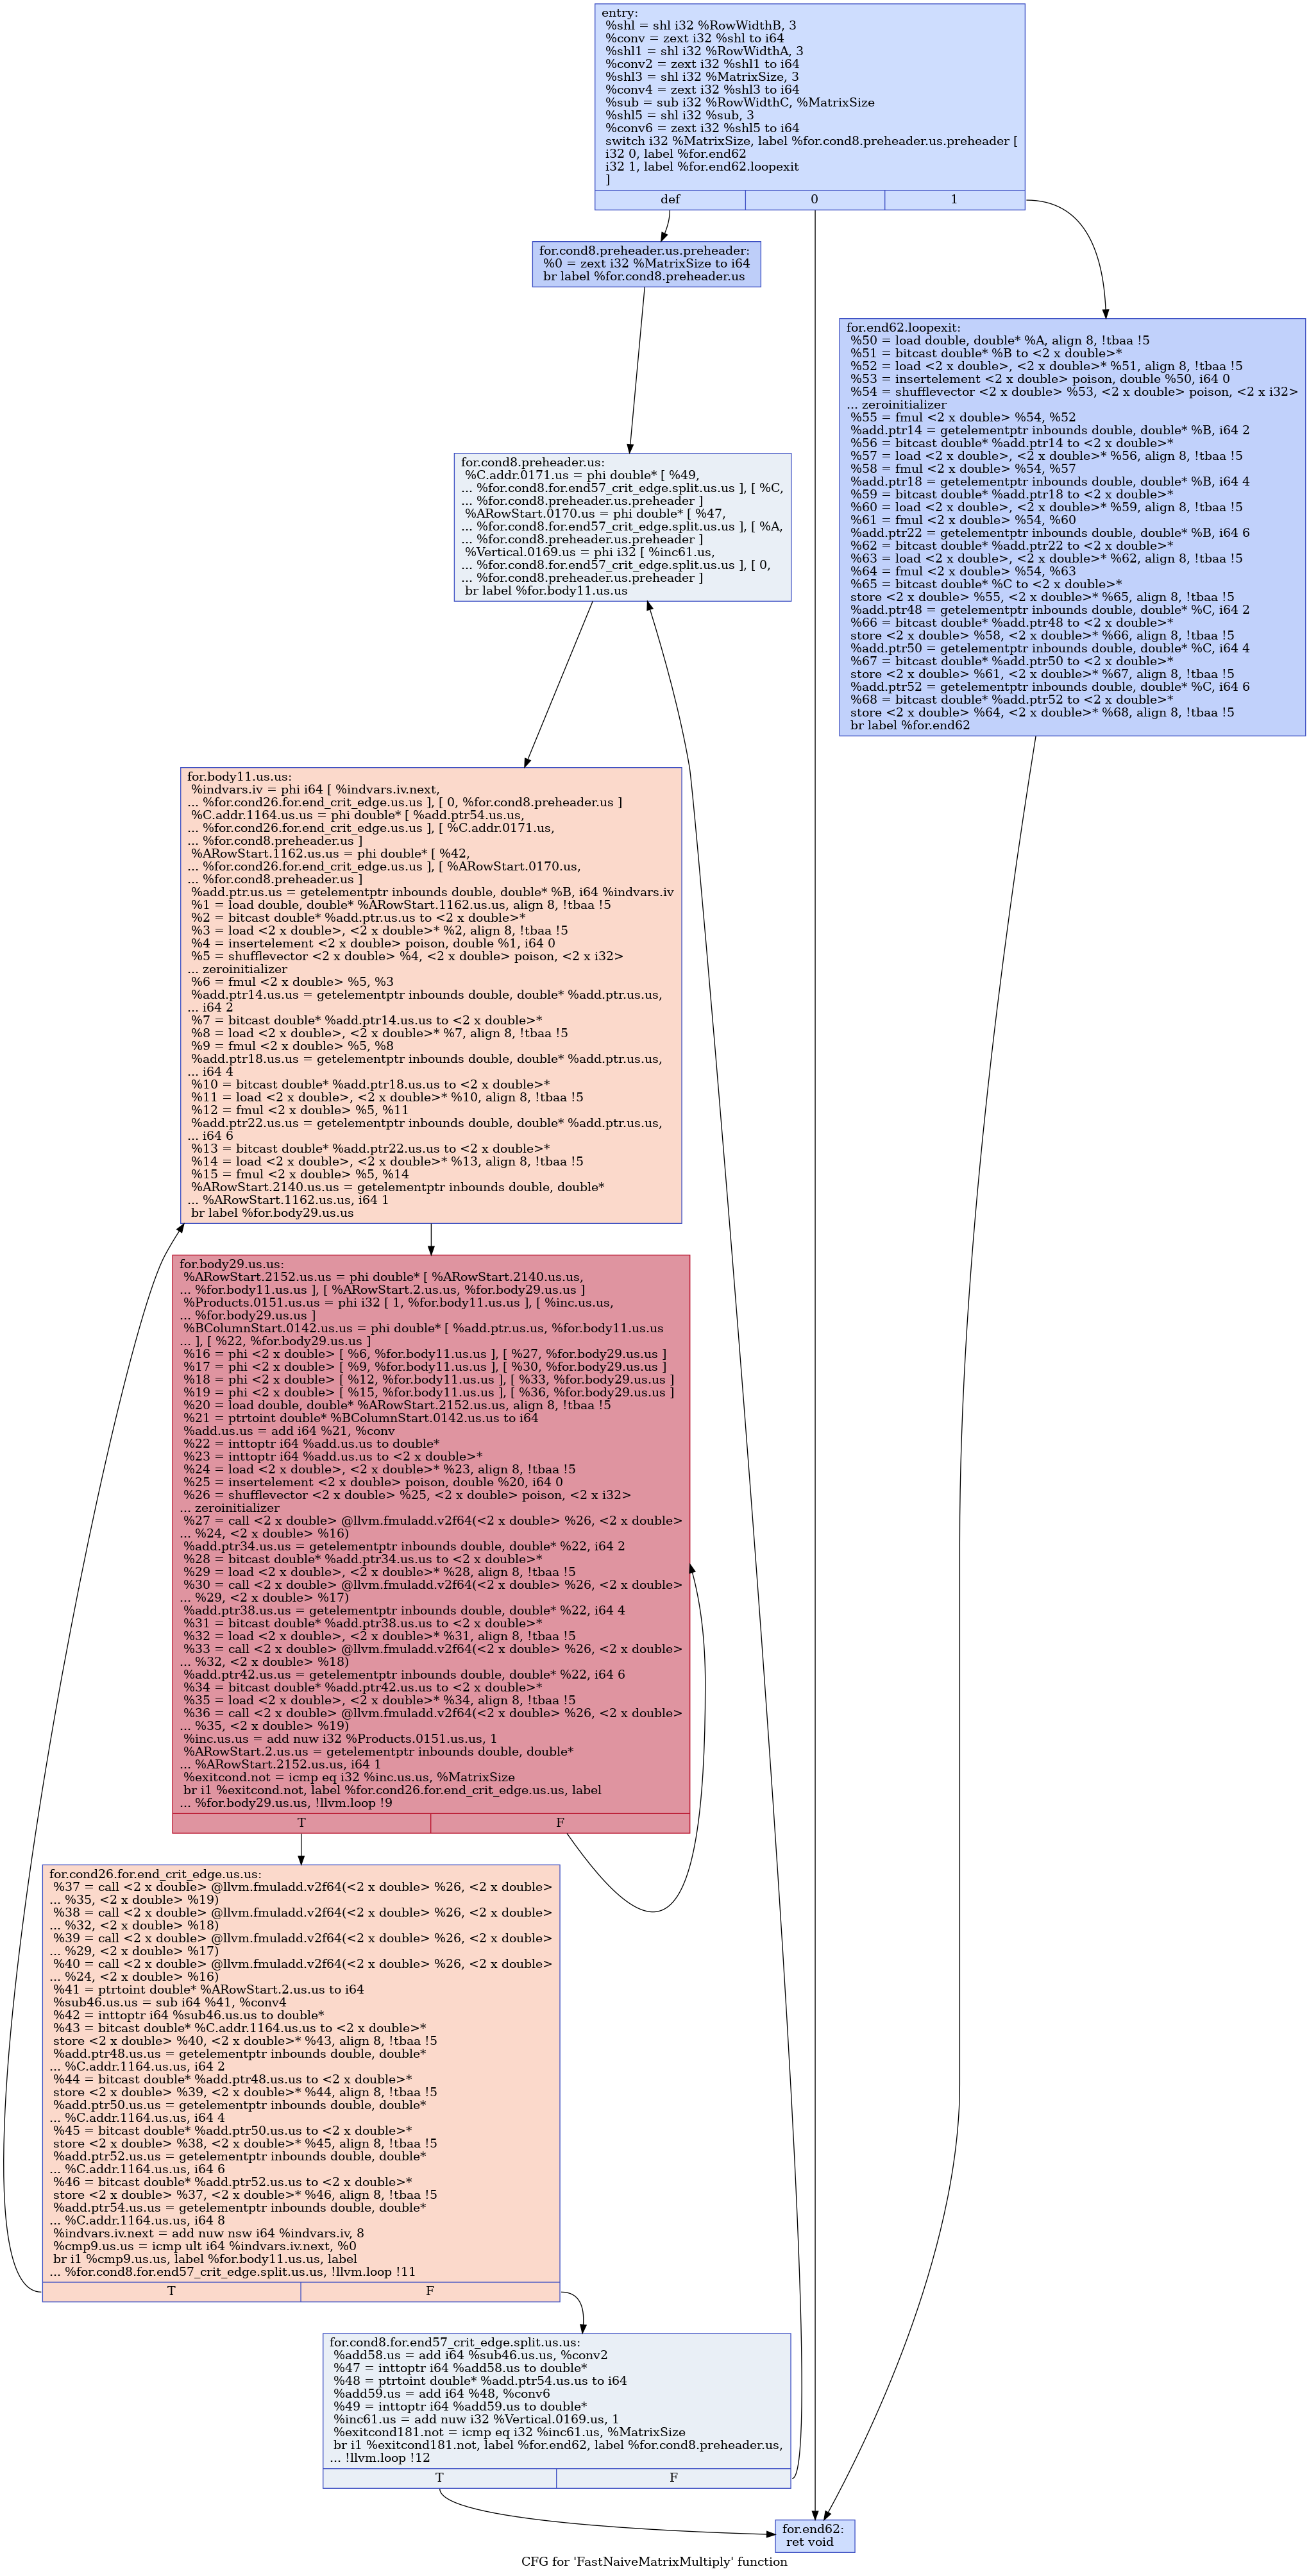 entry:
%shl = shl i32 %RowWidthB, 3
%conv = zext i32 %shl to i64
%shl1 = shl i32 %RowWidthA, 3
%conv2 = zext i32 %shl1 to i64
%shl3 = shl i32 %MatrixSize, 3
%conv4 = zext i32 %shl3 to i64
%sub = sub i32 %RowWidthC, %MatrixSize
%shl5 = shl i32 %sub, 3
%conv6 = zext i32 %shl5 to i64
switch i32 %MatrixSize, label %for.cond8.preheader.us.preheader [
i32 0, label %for.end62
i32 1, label %for.end62.loopexit
]
def
0
1
for.cond8.preheader.us.preheader:
%0 = zext i32 %MatrixSize to i64
br label %for.cond8.preheader.us
for.end62.loopexit:
%50 = load double, double* %A, align 8, !tbaa !5
%51 = bitcast double* %B to <2 x double>*
%52 = load <2 x double>, <2 x double>* %51, align 8, !tbaa !5
%53 = insertelement <2 x double> poison, double %50, i64 0
%54 = shufflevector <2 x double> %53, <2 x double> poison, <2 x i32>
... zeroinitializer
%55 = fmul <2 x double> %54, %52
%add.ptr14 = getelementptr inbounds double, double* %B, i64 2
%56 = bitcast double* %add.ptr14 to <2 x double>*
%57 = load <2 x double>, <2 x double>* %56, align 8, !tbaa !5
%58 = fmul <2 x double> %54, %57
%add.ptr18 = getelementptr inbounds double, double* %B, i64 4
%59 = bitcast double* %add.ptr18 to <2 x double>*
%60 = load <2 x double>, <2 x double>* %59, align 8, !tbaa !5
%61 = fmul <2 x double> %54, %60
%add.ptr22 = getelementptr inbounds double, double* %B, i64 6
%62 = bitcast double* %add.ptr22 to <2 x double>*
%63 = load <2 x double>, <2 x double>* %62, align 8, !tbaa !5
%64 = fmul <2 x double> %54, %63
%65 = bitcast double* %C to <2 x double>*
store <2 x double> %55, <2 x double>* %65, align 8, !tbaa !5
%add.ptr48 = getelementptr inbounds double, double* %C, i64 2
%66 = bitcast double* %add.ptr48 to <2 x double>*
store <2 x double> %58, <2 x double>* %66, align 8, !tbaa !5
%add.ptr50 = getelementptr inbounds double, double* %C, i64 4
%67 = bitcast double* %add.ptr50 to <2 x double>*
store <2 x double> %61, <2 x double>* %67, align 8, !tbaa !5
%add.ptr52 = getelementptr inbounds double, double* %C, i64 6
%68 = bitcast double* %add.ptr52 to <2 x double>*
store <2 x double> %64, <2 x double>* %68, align 8, !tbaa !5
br label %for.end62
for.cond8.preheader.us:
%C.addr.0171.us = phi double* [ %49,
... %for.cond8.for.end57_crit_edge.split.us.us ], [ %C,
... %for.cond8.preheader.us.preheader ]
%ARowStart.0170.us = phi double* [ %47,
... %for.cond8.for.end57_crit_edge.split.us.us ], [ %A,
... %for.cond8.preheader.us.preheader ]
%Vertical.0169.us = phi i32 [ %inc61.us,
... %for.cond8.for.end57_crit_edge.split.us.us ], [ 0,
... %for.cond8.preheader.us.preheader ]
br label %for.body11.us.us
for.body11.us.us:
%indvars.iv = phi i64 [ %indvars.iv.next,
... %for.cond26.for.end_crit_edge.us.us ], [ 0, %for.cond8.preheader.us ]
%C.addr.1164.us.us = phi double* [ %add.ptr54.us.us,
... %for.cond26.for.end_crit_edge.us.us ], [ %C.addr.0171.us,
... %for.cond8.preheader.us ]
%ARowStart.1162.us.us = phi double* [ %42,
... %for.cond26.for.end_crit_edge.us.us ], [ %ARowStart.0170.us,
... %for.cond8.preheader.us ]
%add.ptr.us.us = getelementptr inbounds double, double* %B, i64 %indvars.iv
%1 = load double, double* %ARowStart.1162.us.us, align 8, !tbaa !5
%2 = bitcast double* %add.ptr.us.us to <2 x double>*
%3 = load <2 x double>, <2 x double>* %2, align 8, !tbaa !5
%4 = insertelement <2 x double> poison, double %1, i64 0
%5 = shufflevector <2 x double> %4, <2 x double> poison, <2 x i32>
... zeroinitializer
%6 = fmul <2 x double> %5, %3
%add.ptr14.us.us = getelementptr inbounds double, double* %add.ptr.us.us,
... i64 2
%7 = bitcast double* %add.ptr14.us.us to <2 x double>*
%8 = load <2 x double>, <2 x double>* %7, align 8, !tbaa !5
%9 = fmul <2 x double> %5, %8
%add.ptr18.us.us = getelementptr inbounds double, double* %add.ptr.us.us,
... i64 4
%10 = bitcast double* %add.ptr18.us.us to <2 x double>*
%11 = load <2 x double>, <2 x double>* %10, align 8, !tbaa !5
%12 = fmul <2 x double> %5, %11
%add.ptr22.us.us = getelementptr inbounds double, double* %add.ptr.us.us,
... i64 6
%13 = bitcast double* %add.ptr22.us.us to <2 x double>*
%14 = load <2 x double>, <2 x double>* %13, align 8, !tbaa !5
%15 = fmul <2 x double> %5, %14
%ARowStart.2140.us.us = getelementptr inbounds double, double*
... %ARowStart.1162.us.us, i64 1
br label %for.body29.us.us
for.body29.us.us:
%ARowStart.2152.us.us = phi double* [ %ARowStart.2140.us.us,
... %for.body11.us.us ], [ %ARowStart.2.us.us, %for.body29.us.us ]
%Products.0151.us.us = phi i32 [ 1, %for.body11.us.us ], [ %inc.us.us,
... %for.body29.us.us ]
%BColumnStart.0142.us.us = phi double* [ %add.ptr.us.us, %for.body11.us.us
... ], [ %22, %for.body29.us.us ]
%16 = phi <2 x double> [ %6, %for.body11.us.us ], [ %27, %for.body29.us.us ]
%17 = phi <2 x double> [ %9, %for.body11.us.us ], [ %30, %for.body29.us.us ]
%18 = phi <2 x double> [ %12, %for.body11.us.us ], [ %33, %for.body29.us.us ]
%19 = phi <2 x double> [ %15, %for.body11.us.us ], [ %36, %for.body29.us.us ]
%20 = load double, double* %ARowStart.2152.us.us, align 8, !tbaa !5
%21 = ptrtoint double* %BColumnStart.0142.us.us to i64
%add.us.us = add i64 %21, %conv
%22 = inttoptr i64 %add.us.us to double*
%23 = inttoptr i64 %add.us.us to <2 x double>*
%24 = load <2 x double>, <2 x double>* %23, align 8, !tbaa !5
%25 = insertelement <2 x double> poison, double %20, i64 0
%26 = shufflevector <2 x double> %25, <2 x double> poison, <2 x i32>
... zeroinitializer
%27 = call <2 x double> @llvm.fmuladd.v2f64(<2 x double> %26, <2 x double>
... %24, <2 x double> %16)
%add.ptr34.us.us = getelementptr inbounds double, double* %22, i64 2
%28 = bitcast double* %add.ptr34.us.us to <2 x double>*
%29 = load <2 x double>, <2 x double>* %28, align 8, !tbaa !5
%30 = call <2 x double> @llvm.fmuladd.v2f64(<2 x double> %26, <2 x double>
... %29, <2 x double> %17)
%add.ptr38.us.us = getelementptr inbounds double, double* %22, i64 4
%31 = bitcast double* %add.ptr38.us.us to <2 x double>*
%32 = load <2 x double>, <2 x double>* %31, align 8, !tbaa !5
%33 = call <2 x double> @llvm.fmuladd.v2f64(<2 x double> %26, <2 x double>
... %32, <2 x double> %18)
%add.ptr42.us.us = getelementptr inbounds double, double* %22, i64 6
%34 = bitcast double* %add.ptr42.us.us to <2 x double>*
%35 = load <2 x double>, <2 x double>* %34, align 8, !tbaa !5
%36 = call <2 x double> @llvm.fmuladd.v2f64(<2 x double> %26, <2 x double>
... %35, <2 x double> %19)
%inc.us.us = add nuw i32 %Products.0151.us.us, 1
%ARowStart.2.us.us = getelementptr inbounds double, double*
... %ARowStart.2152.us.us, i64 1
%exitcond.not = icmp eq i32 %inc.us.us, %MatrixSize
br i1 %exitcond.not, label %for.cond26.for.end_crit_edge.us.us, label
... %for.body29.us.us, !llvm.loop !9
T
F
for.cond26.for.end_crit_edge.us.us:
%37 = call <2 x double> @llvm.fmuladd.v2f64(<2 x double> %26, <2 x double>
... %35, <2 x double> %19)
%38 = call <2 x double> @llvm.fmuladd.v2f64(<2 x double> %26, <2 x double>
... %32, <2 x double> %18)
%39 = call <2 x double> @llvm.fmuladd.v2f64(<2 x double> %26, <2 x double>
... %29, <2 x double> %17)
%40 = call <2 x double> @llvm.fmuladd.v2f64(<2 x double> %26, <2 x double>
... %24, <2 x double> %16)
%41 = ptrtoint double* %ARowStart.2.us.us to i64
%sub46.us.us = sub i64 %41, %conv4
%42 = inttoptr i64 %sub46.us.us to double*
%43 = bitcast double* %C.addr.1164.us.us to <2 x double>*
store <2 x double> %40, <2 x double>* %43, align 8, !tbaa !5
%add.ptr48.us.us = getelementptr inbounds double, double*
... %C.addr.1164.us.us, i64 2
%44 = bitcast double* %add.ptr48.us.us to <2 x double>*
store <2 x double> %39, <2 x double>* %44, align 8, !tbaa !5
%add.ptr50.us.us = getelementptr inbounds double, double*
... %C.addr.1164.us.us, i64 4
%45 = bitcast double* %add.ptr50.us.us to <2 x double>*
store <2 x double> %38, <2 x double>* %45, align 8, !tbaa !5
%add.ptr52.us.us = getelementptr inbounds double, double*
... %C.addr.1164.us.us, i64 6
%46 = bitcast double* %add.ptr52.us.us to <2 x double>*
store <2 x double> %37, <2 x double>* %46, align 8, !tbaa !5
%add.ptr54.us.us = getelementptr inbounds double, double*
... %C.addr.1164.us.us, i64 8
%indvars.iv.next = add nuw nsw i64 %indvars.iv, 8
%cmp9.us.us = icmp ult i64 %indvars.iv.next, %0
br i1 %cmp9.us.us, label %for.body11.us.us, label
... %for.cond8.for.end57_crit_edge.split.us.us, !llvm.loop !11
T
F
for.cond8.for.end57_crit_edge.split.us.us:
%add58.us = add i64 %sub46.us.us, %conv2
%47 = inttoptr i64 %add58.us to double*
%48 = ptrtoint double* %add.ptr54.us.us to i64
%add59.us = add i64 %48, %conv6
%49 = inttoptr i64 %add59.us to double*
%inc61.us = add nuw i32 %Vertical.0169.us, 1
%exitcond181.not = icmp eq i32 %inc61.us, %MatrixSize
br i1 %exitcond181.not, label %for.end62, label %for.cond8.preheader.us,
... !llvm.loop !12
T
F
for.end62:
ret void
CFG for 'FastNaiveMatrixMultiply' function